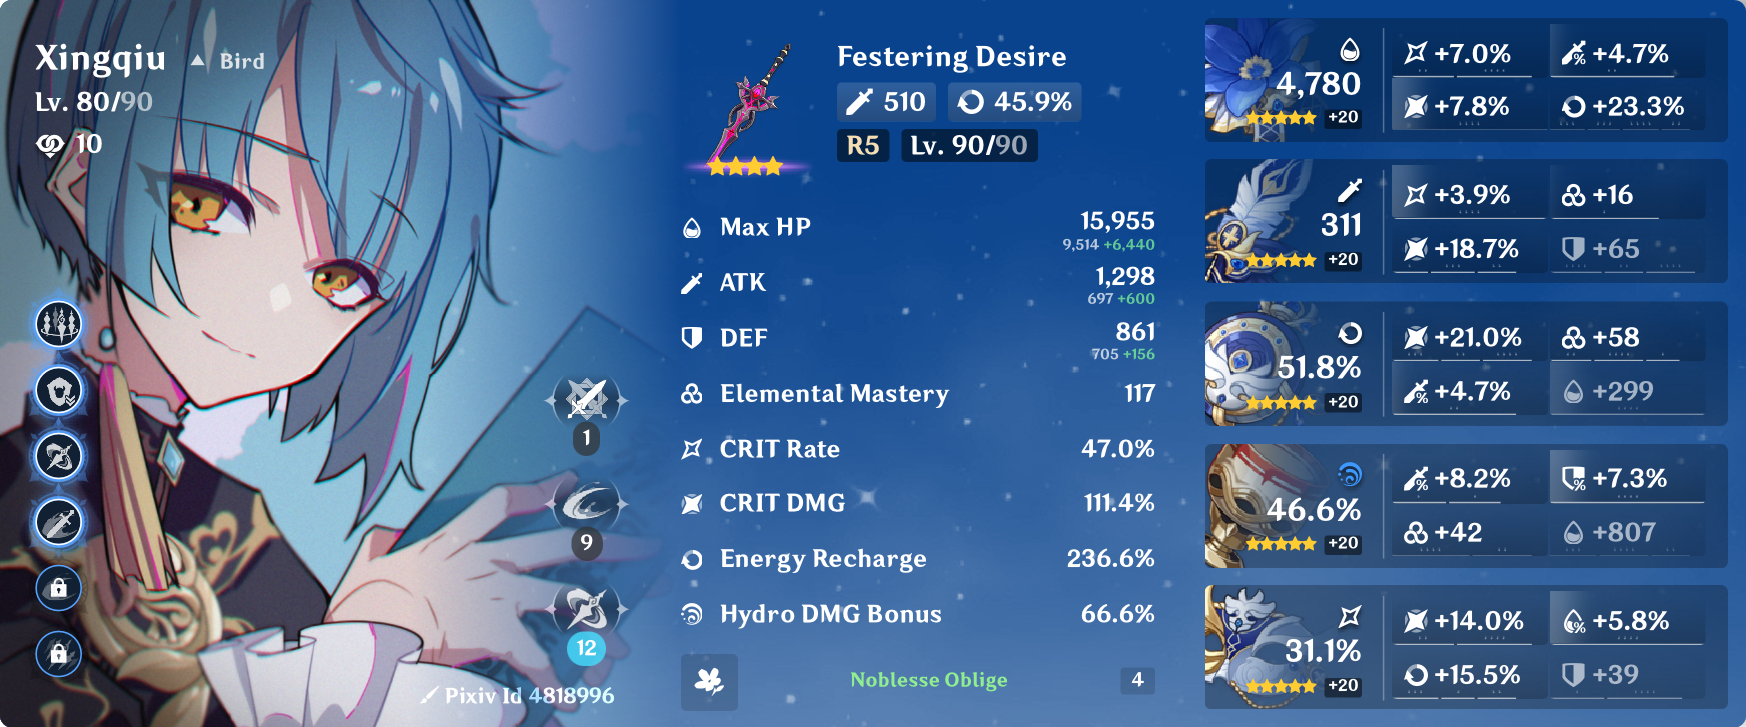 Xingqiu ▲ Bird
Lv. 80/90
10
1
9
12
Pixiv Id 4818996
Festering Desire
510 45.9%
R5 Lv. 90/90
Max HP 15,955
9,514 +6,440
ATK 1,298
697 +600
DEF 861
705 +156
Elemental Mastery 117
CRIT Rate 47.0%
CRIT DMG 111.4%
Energy Recharge 236.6%
Hydro DMG Bonus 66.6%
Noblesse Oblige 4
4,780
+20
+7.0% +4.7%
+7.8% +23.3%
311
+20
+3.9% +16
+18.7% +65
51.8%
+20
+21.0% +58
+4.7% +299
46.6%
+20
+8.2% +7.3%
+42 +807
31.1%
+20
+14.0% +5.8%
+15.5% +39